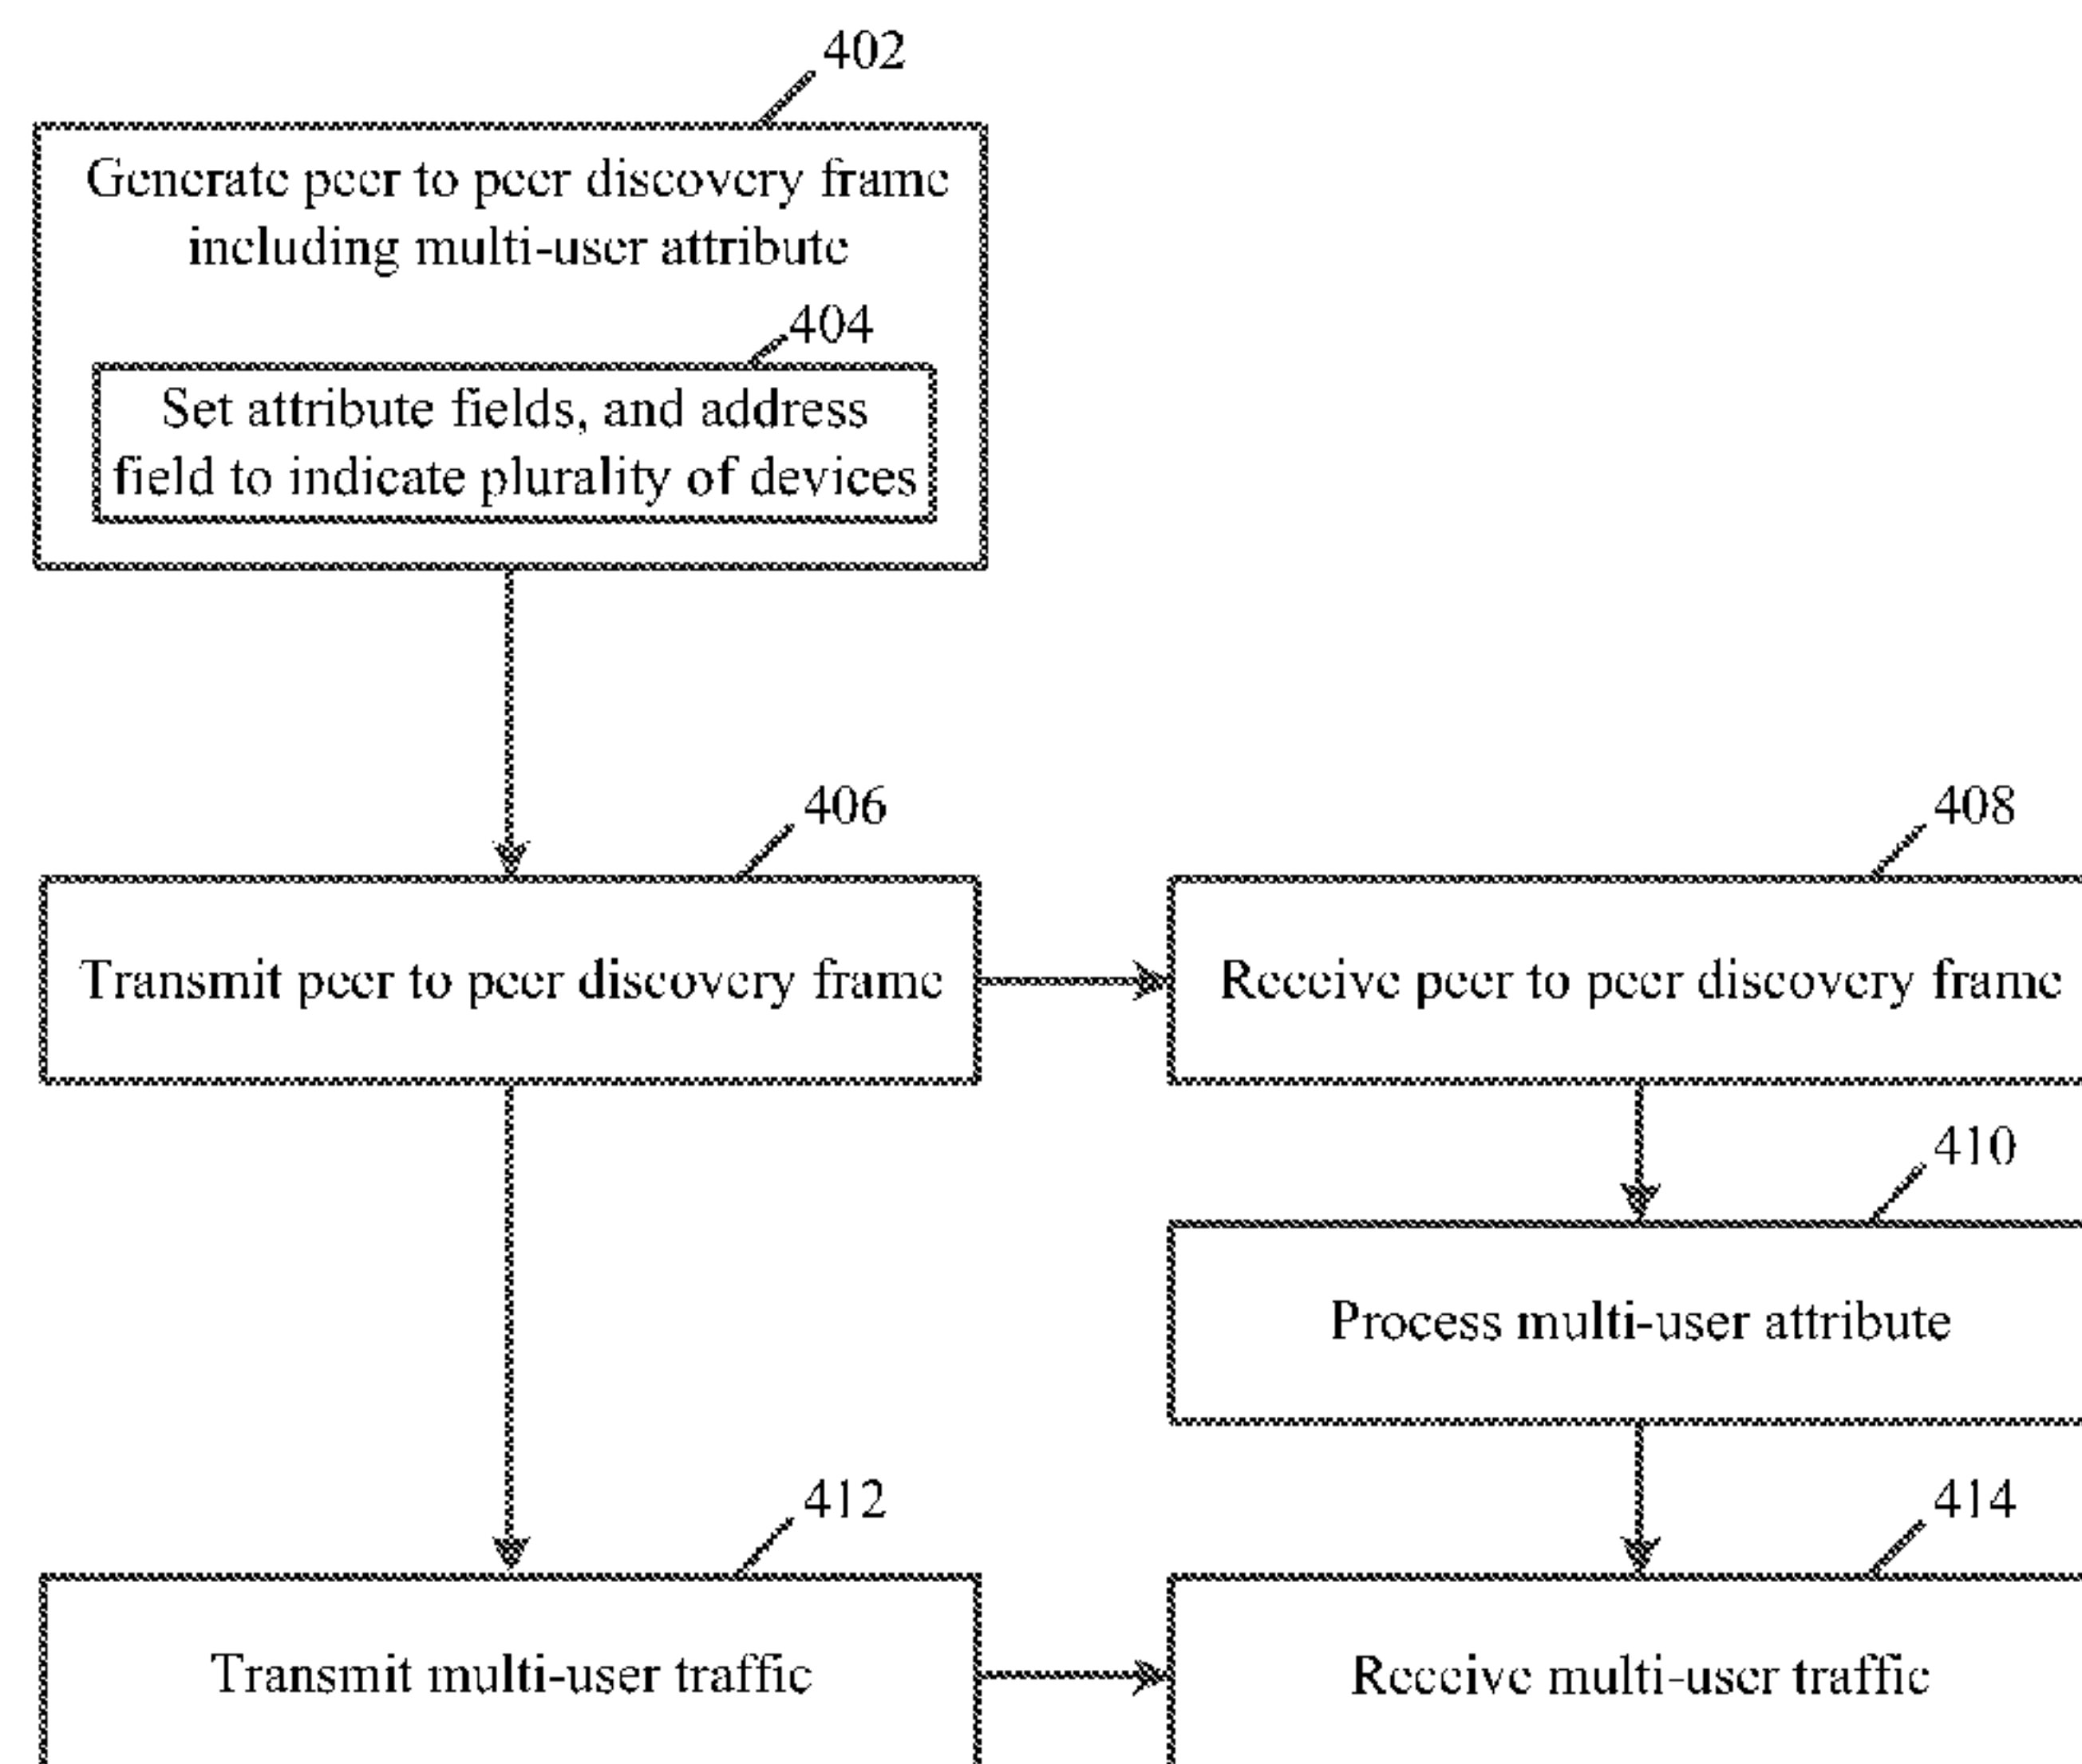 402
Generate peer to peer discovery frame
including multi-user attribute
404
Set attribute fields, and address
field to indicate plurality of devices
406
Transmit peer to peer discovery frame
408
Receive peer to peer discovery frame
410
Process multi-user attribute
412
Transmit multi-user traffic
414
Receive multi-user traffic